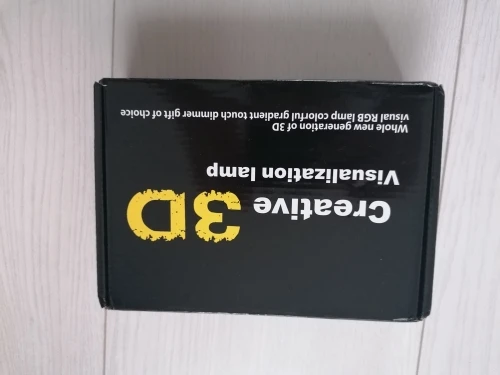 Creative 3D
Visualization lamp
Whole new generation of 3D
visual RGB lamp colorful gradient touch dimmer gift of choice